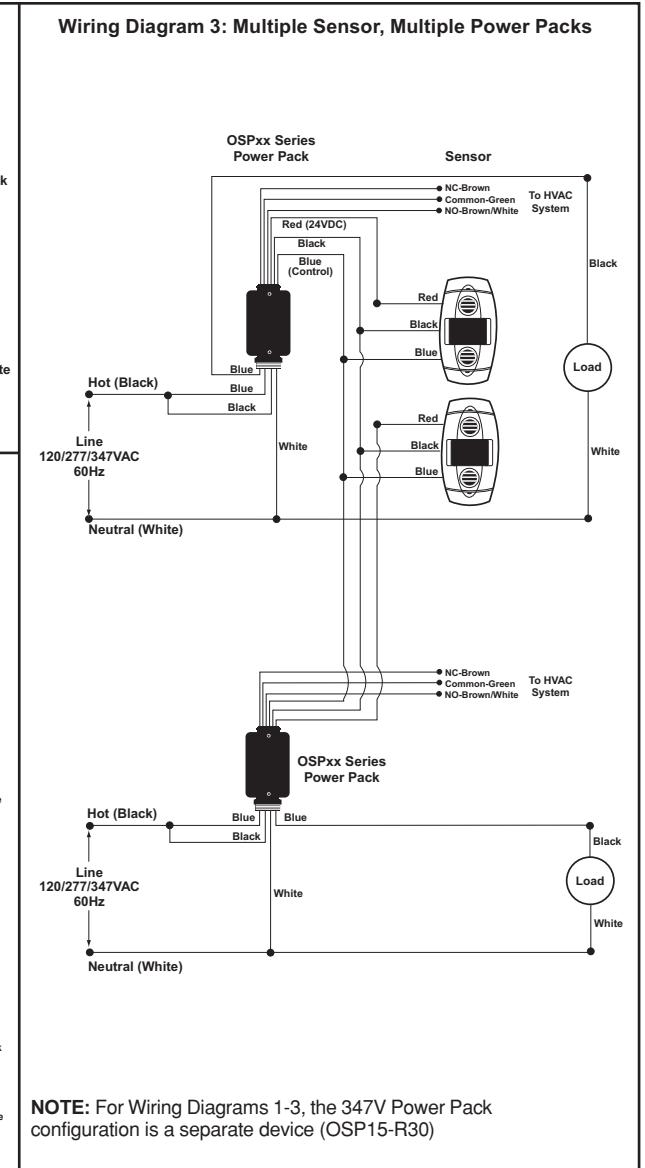 Wiring Diagram 3: Multiple Sensor, Multiple Power Packs
OSPxx Series
Power Pack
Sensor
NC-Brown
Common-Green
NO-Brown/White
To HVAC
System
Red (24VDC)
Black
Blue
(Control)
Black
Red
Black
Blue
Load
Blue
Hot (Black)
Blue
Black
Red
Black
Blue
White
White
Line
120/277/347VAC
60Hz
Neutral (White)
NC-Brown
Common-Green
NO-Brown/White
To HVAC
System
OSPxx Series
Power Pack
Hot (Black)
Blue
Blue
Black
Black
Line
120/277/347VAC
60Hz
Load
White
White
Neutral (White)
NOTE: For Wiring Diagrams 1-3, the 347V Power Pack
configuration is a separate device (OSP15-R30)